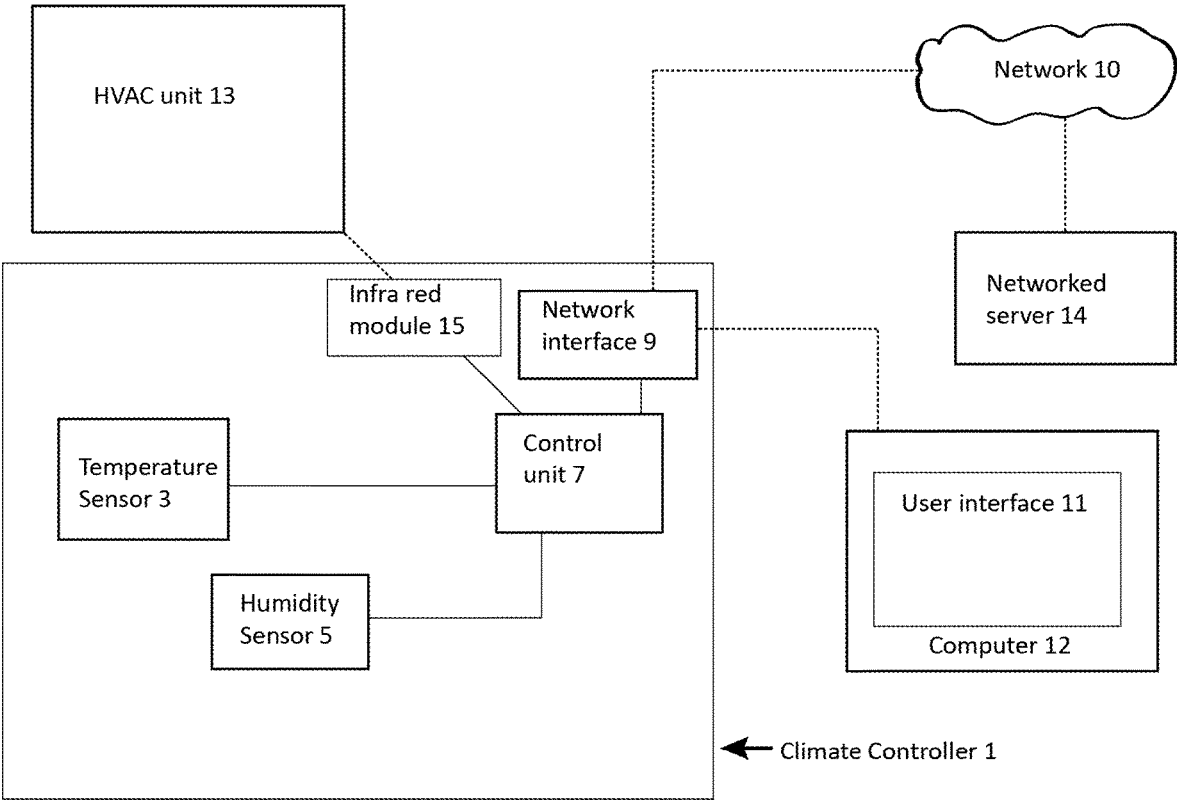 HVAC unit 13
Network 10
Infra red
module 15
Network
interface 9
Networked
server 14
Temperature
Sensor 3
Control
unit 7
User interface 11
Humidity
Sensor 5
Computer 12
Climate Controller 1